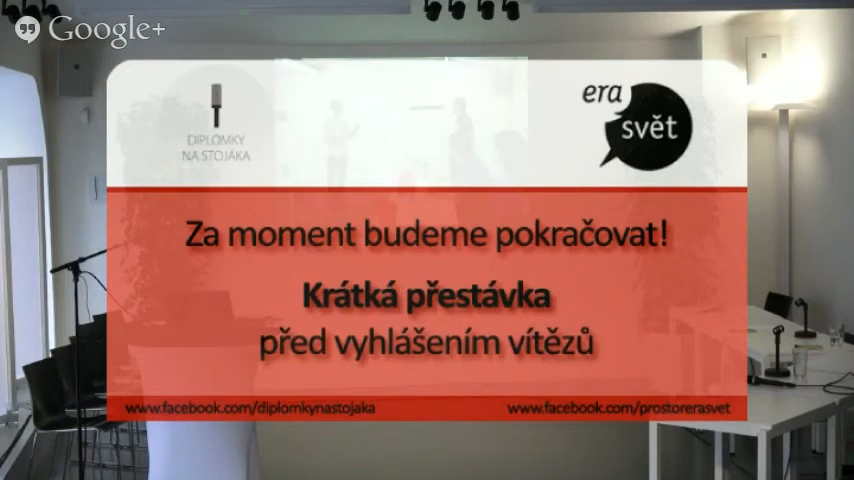 Google+
DIPLOMKY
NA STOJÁKA
era
svět
Za moment budeme pokračovat!
Krátká přestávka
před vyhlášením vítězů
www.facebook.com/diplomkynastojaka
www.facebook.com/prostorerasvet